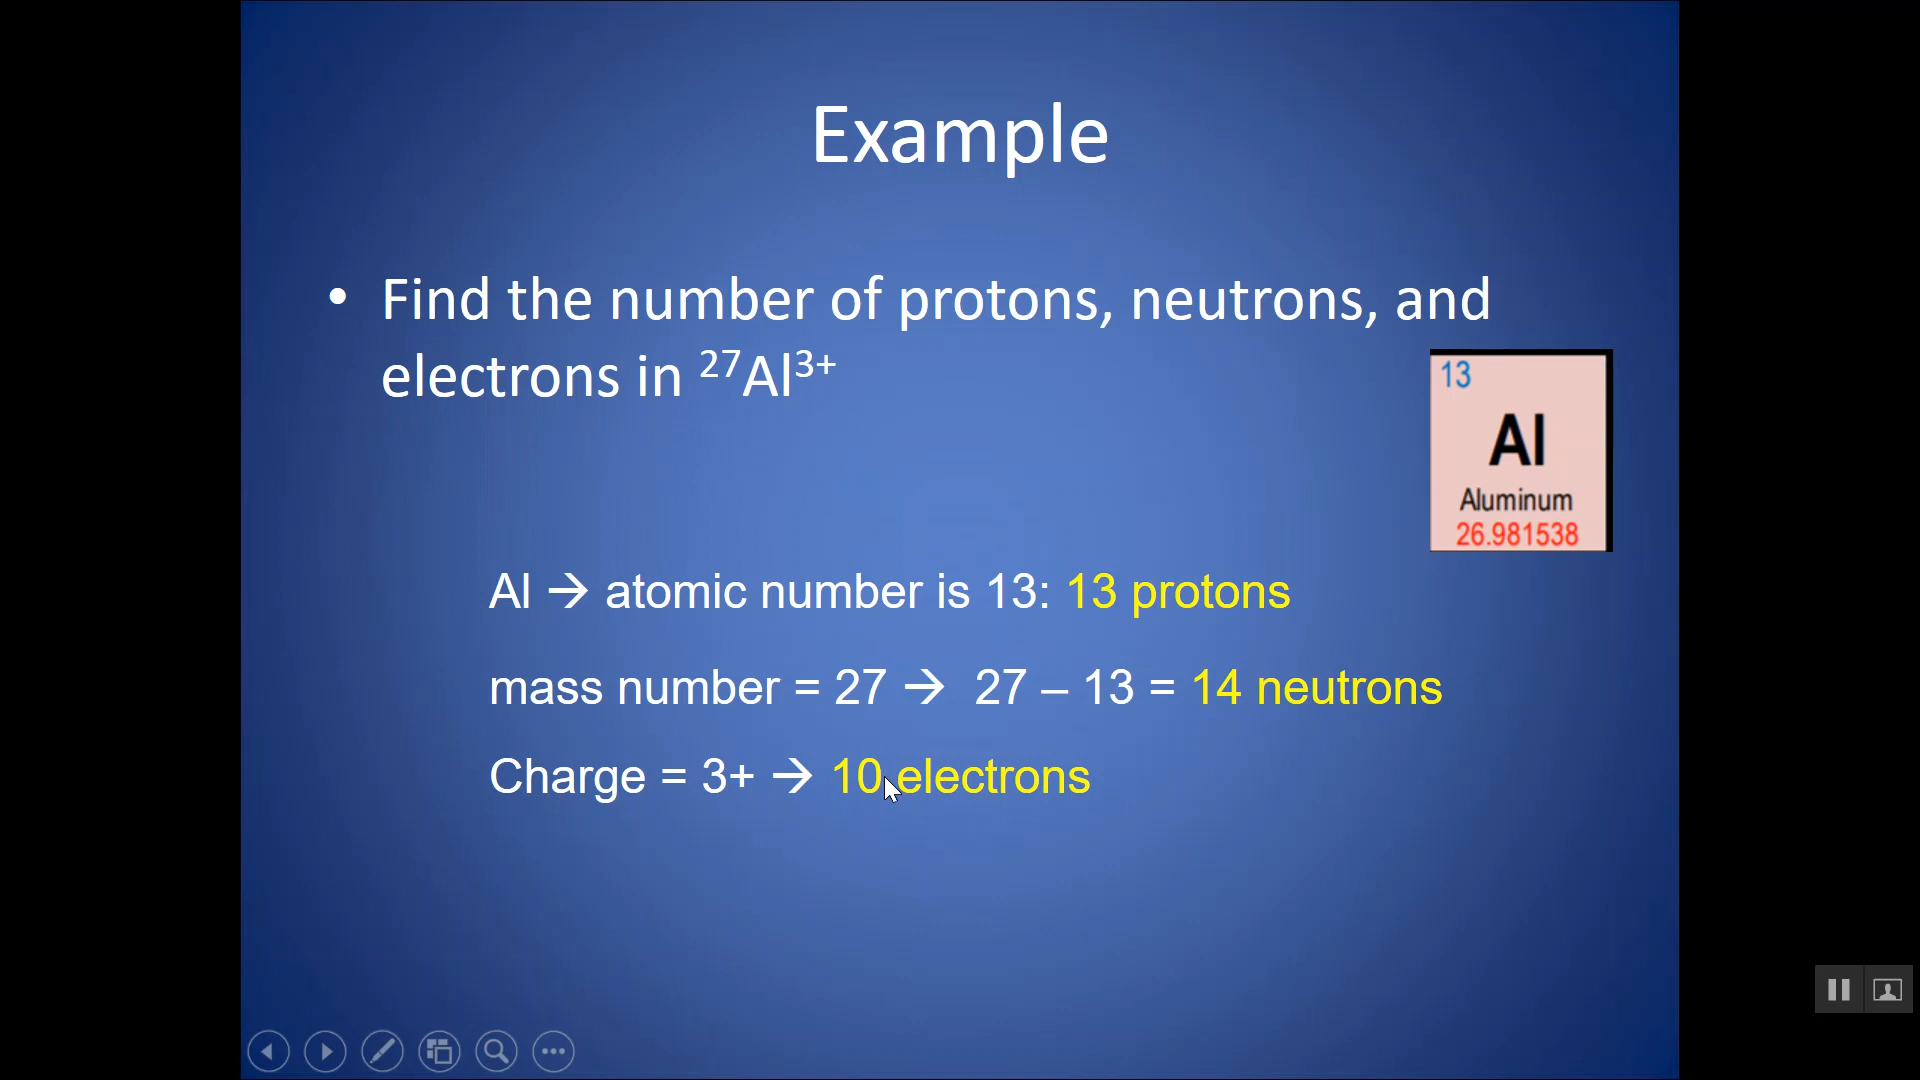 Example
• Find the number of protons, neutrons, and
electrons in ²⁷Al³⁺
13
Al
Aluminum
26.981538
Al → atomic number is 13: 13 protons
mass number = 27 → 27 – 13 = 14 neutrons
Charge = 3+ → 10 electrons